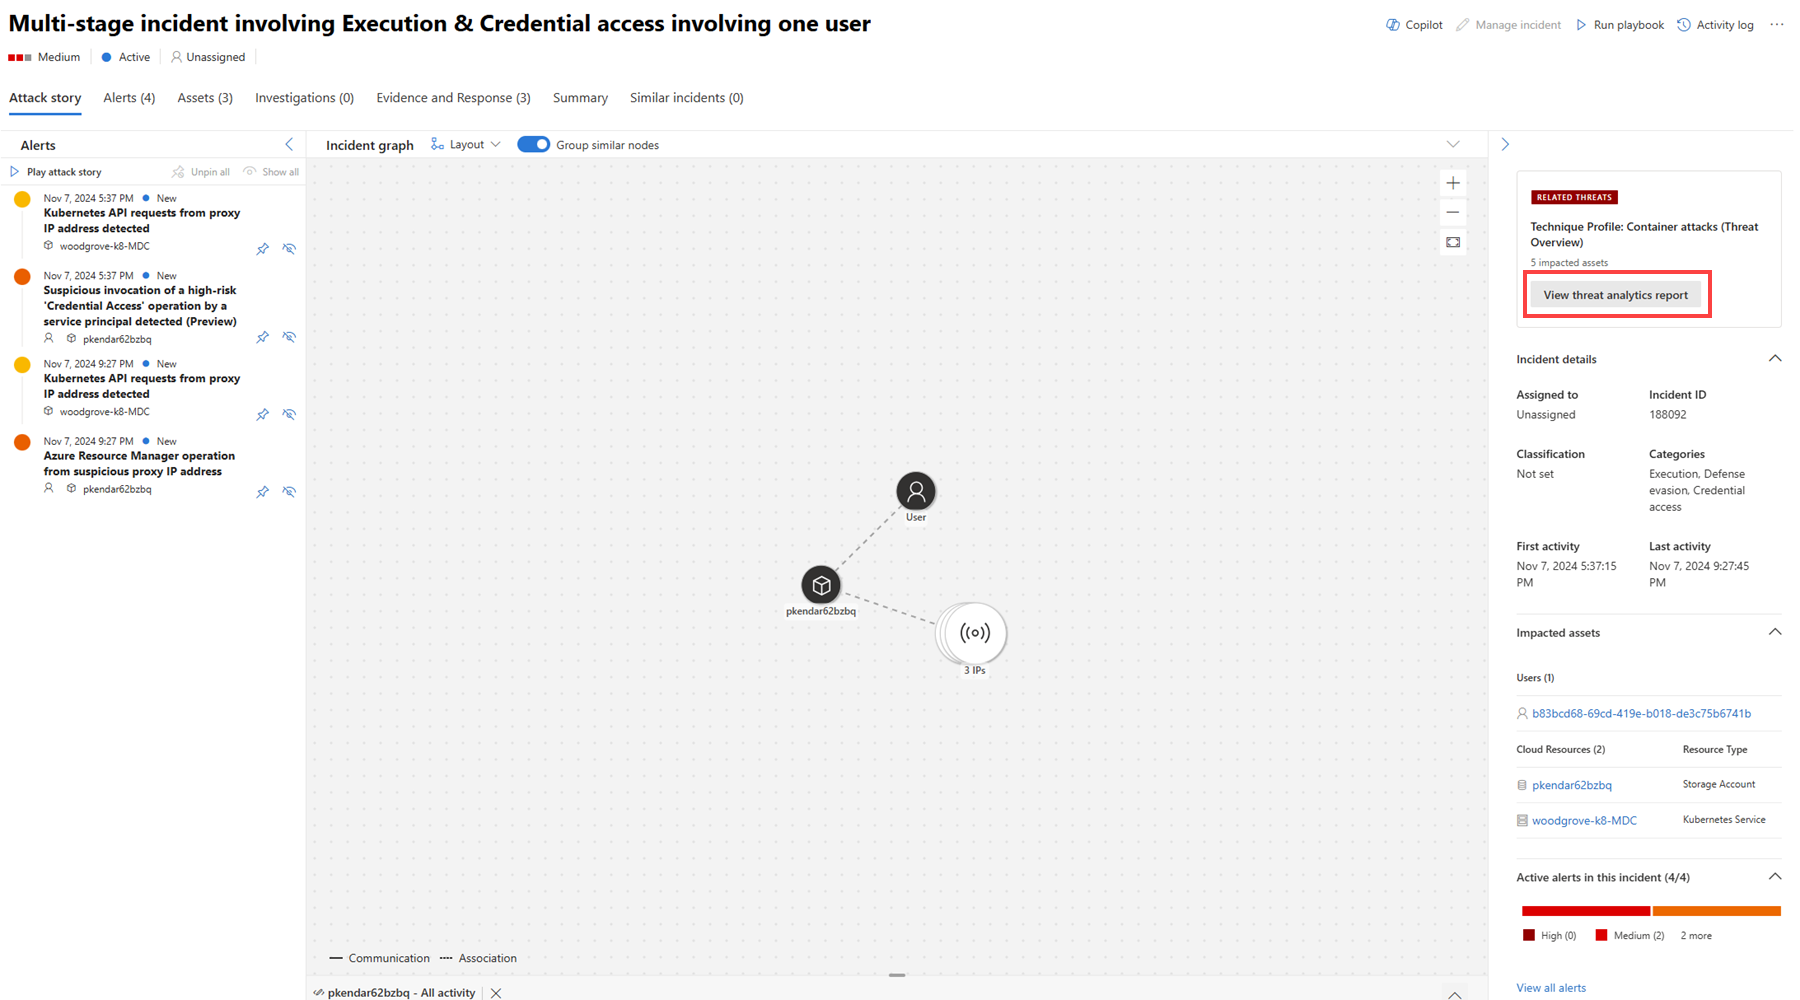 Multi-stage incident involving Execution & Credential access involving one user
Copilot
Manage incident
Run playbook
Activity log
Medium
Active
Unassigned
Attack story
Alerts (4)
Assets (3)
Investigations (0)
Evidence and Response (3)
Summary
Similar incidents (0)
Alerts
Play attack story
Unpin all
Show all
Nov 7, 2024 5:37 PM New
Kubernetes API requests from proxy
IP address detected
woodgrove-k8-MDC
Nov 7, 2024 5:37 PM New
Suspicious invocation of a high-risk
'Credential Access' operation by a
service principal detected (Preview)
pkendar62bzbq
Nov 7, 2024 9:27 PM New
Kubernetes API requests from proxy
IP address detected
woodgrove-k8-MDC
Nov 7, 2024 9:27 PM New
Azure Resource Manager operation
from suspicious proxy IP address
pkendar62bzbq
Incident graph
Layout
Group similar nodes
User
pkendar62bzbq
3 IPs
Communication
Association
pkendar62bzbq - All activity
RELATED THREATS
Technique Profile: Container attacks (Threat
Overview)
5 impacted assets
View threat analytics report
Incident details
Assigned to
Unassigned
Incident ID
188092
Classification
Not set
Categories
Execution, Defense
evasion, Credential
access
First activity
Nov 7, 2024 5:37:15
PM
Last activity
Nov 7, 2024 9:27:45
PM
Impacted assets
Users (1)
b83bcd68-69cd-419e-b018-de3c75b6741b
Cloud Resources (2) Resource Type
pkendar62bzbq Storage Account
woodgrove-k8-MDC Kubernetes Service
Active alerts in this incident (4/4)
High (0) Medium (2) 2 more
View all alerts